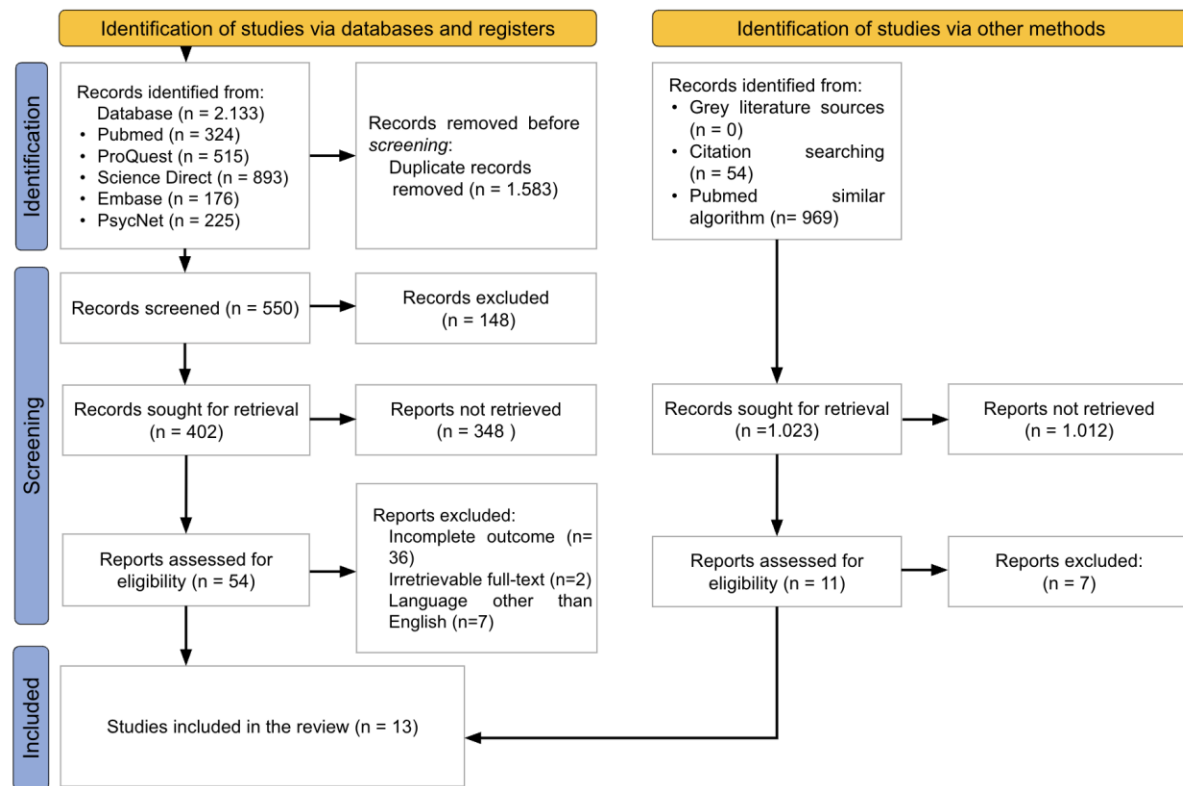 Identification of studies via databases and registers
Identification of studies via other methods
Identification
Records identified from:
Database (n = 2.133)
• Pubmed = 324
• ProQuest (n = 515)
• Science Direct = 893)
• Embase (n = 176)
• PsycNet (n = 225)
Records removed before
screening:
Duplicate records
removed (n = 1.583)
Records identified from:
• Grey literature sources
(n = 0)
• Citation searching
(n = 54)
• Pubmed similar
algorithm (n= 969)
Screening
Records screened (n = 550)
Records excluded
(n = 148)
Records sought for retrieval
(n = 402)
Reports not retrieved
(n = 348 )
Records sought for retrieval
(n =1.023)
Reports not retrieved
(n = 1.012)
Reports assessed for
eligibility (n = 54)
Reports excluded:
Incomplete outcome (n=
36)
Irretrievable full-text (n=2)
Language other than
English (n=7)
Reports assessed for
eligibility (n = 11)
Reports excluded:
(n = 7)
Included
Studies included in the review (n = 13)